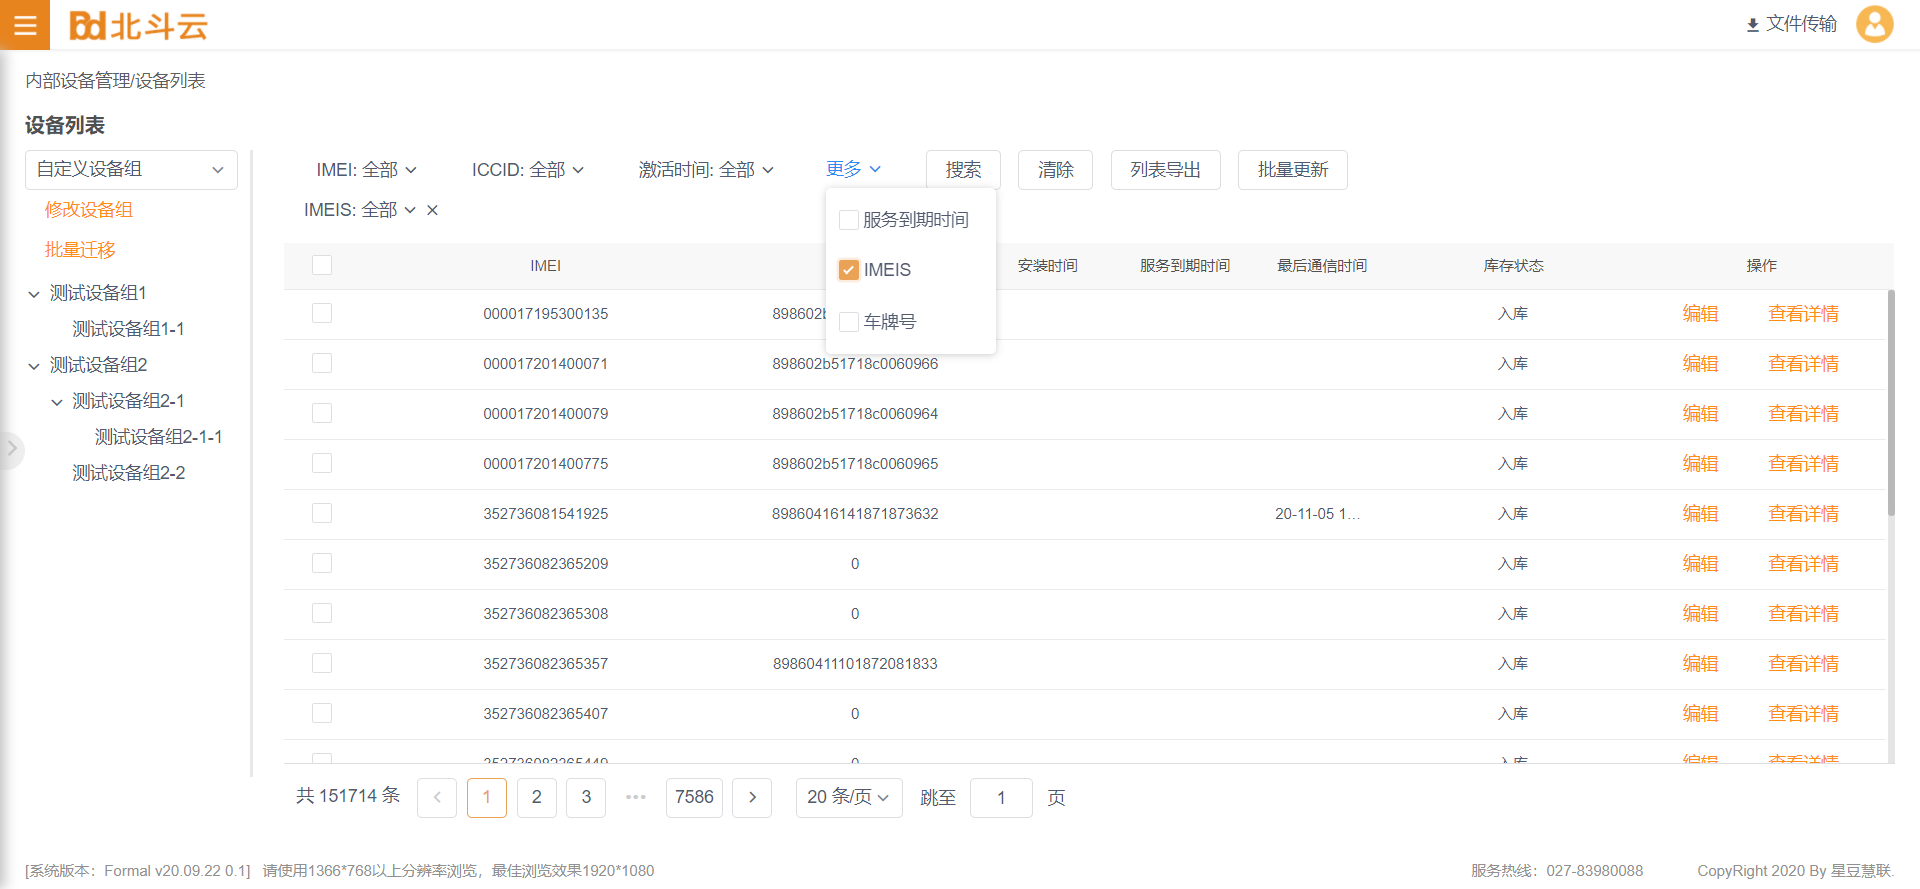 北斗云
文件传输
内部设备管理/设备列表
设备列表
自定义设备组
修改设备组
批量迁移
测试设备组1
测试设备组1-1
测试设备组2
测试设备组2-1
测试设备组2-1-1
测试设备组2-2
IMEI: 全部 ICCID: 全部 激活时间: 全部 更多 搜索 清除 列表导出 批量更新
IMEIS: 全部
服务到期时间
IMEIS
车牌号
IMEI 安装时间 服务到期时间 最后通信时间 库存状态 操作
000017195300135 898602b 入库 编辑 查看详情
000017201400071 898602b51718c0060966 入库 编辑 查看详情
000017201400079 898602b51718c0060964 入库 编辑 查看详情
000017201400775 898602b51718c0060965 入库 编辑 查看详情
352736081541925 89860416141871873632 20-11-05 1... 入库 编辑 查看详情
352736082365209 0 入库 编辑 查看详情
352736082365308 0 入库 编辑 查看详情
352736082365357 89860411101872081833 入库 编辑 查看详情
352736082365407 0 入库 编辑 查看详情
352736082365449 0 入库 编辑 查看详情
共 151714 条 1 2 3 ••• 7586 20 条/页 跳至 1 页
[系统版本：Formal v20.09.22 0.1] 请使用1366*768以上分辨率浏览，最佳浏览效果1920*1080
服务热线：027-83980088 CopyRight 2020 By 星豆慧联.